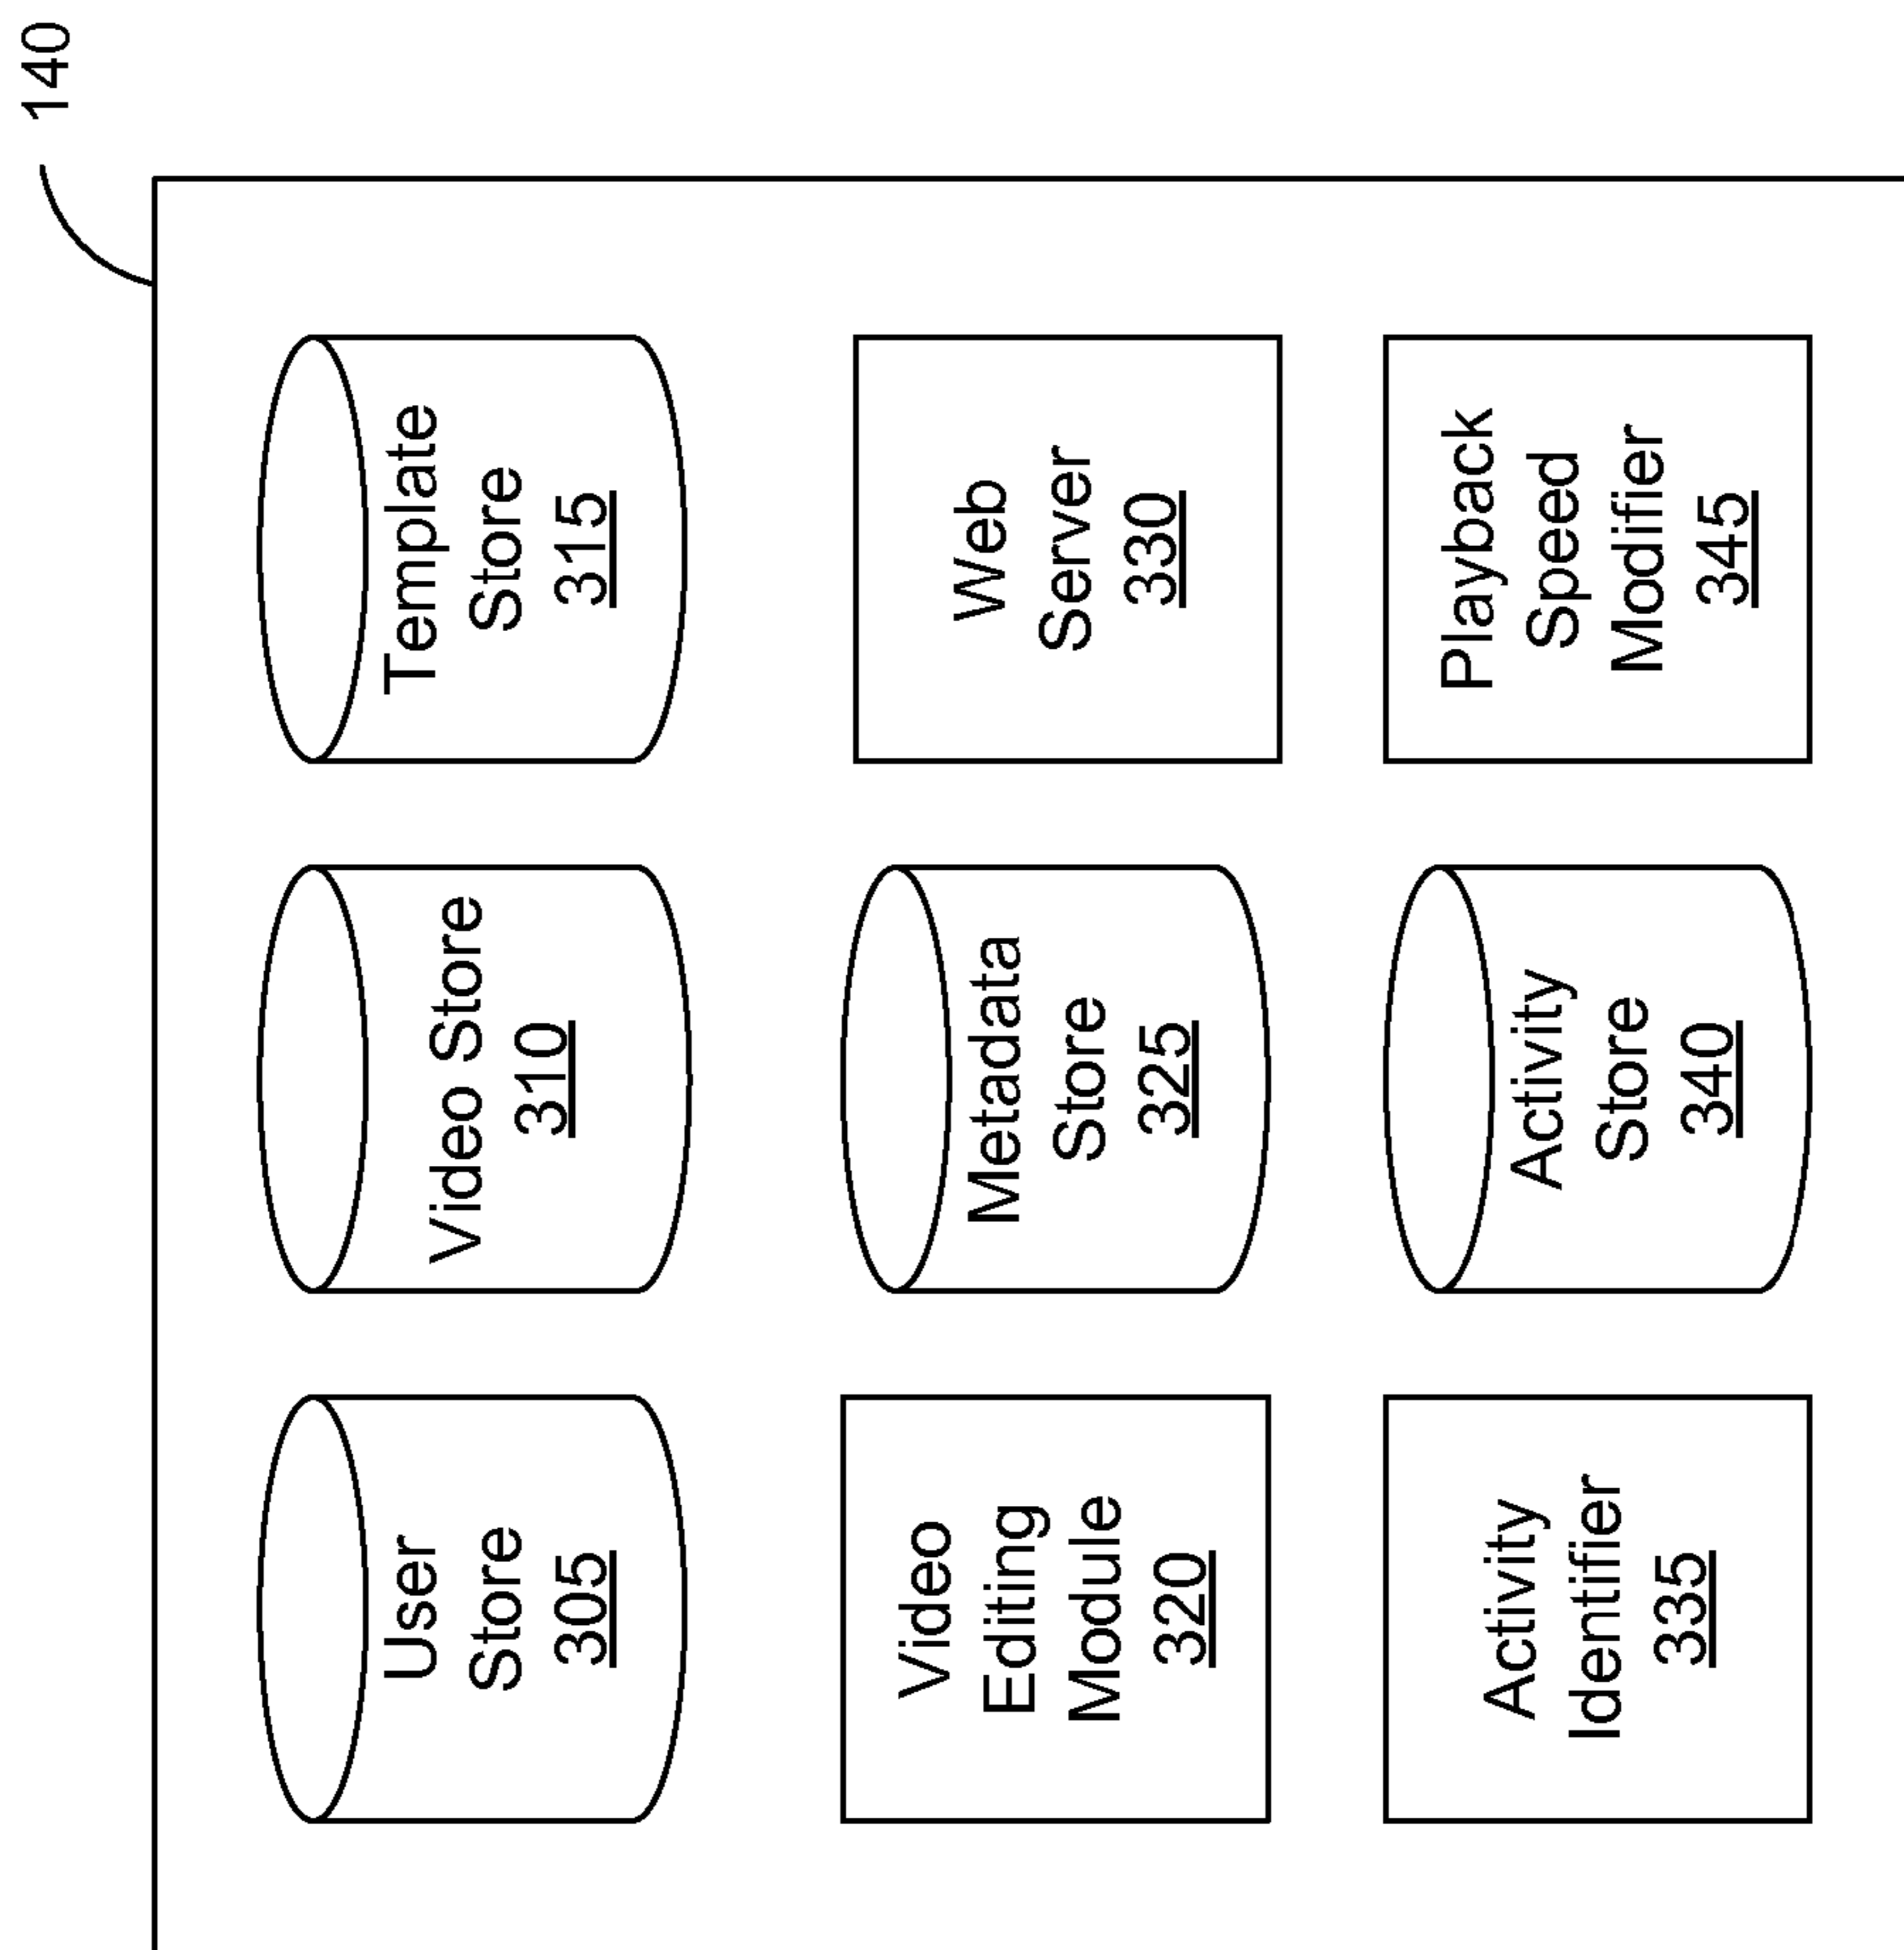 140
User
Store
305
Video Store
310
Template
Store
315
Video
Editing
Module
320
Metadata
Store
325
Web
Server
330
Activity
Identifier
335
Activity
Store
340
Playback
Speed
Modifier
345